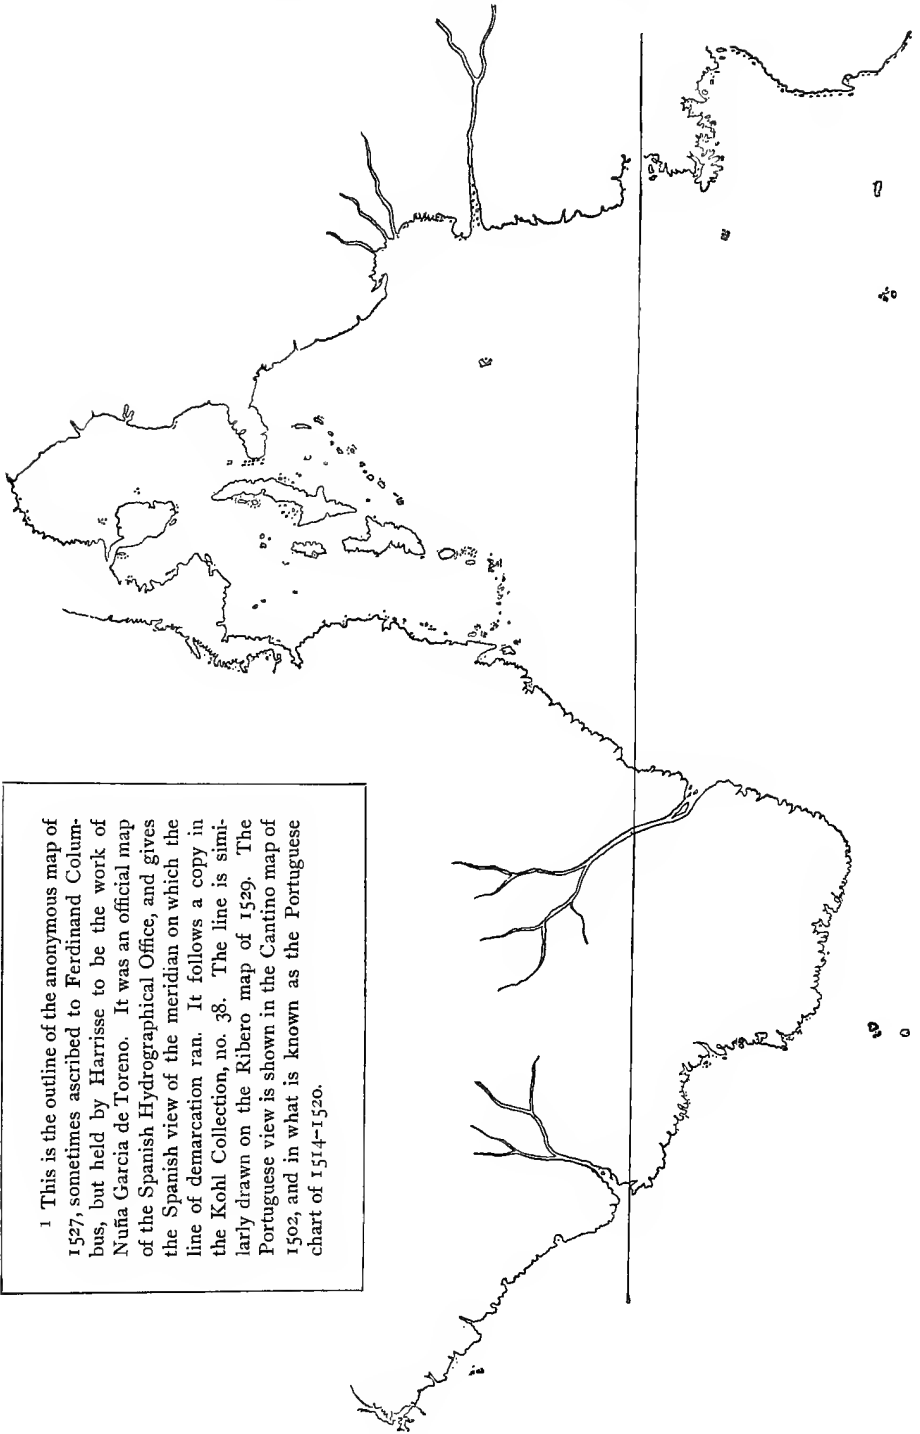 ¹ This is the outline of the anonymous map of
1527, sometimes ascribed to Ferdinand Colum-
bus, but held by Harrisse to be the work of
Nuña Garcia de Toreno. It was an official map
of the Spanish Hydrographical Office, and gives
the Spanish view of the meridian on which the
line of demarcation ran. It follows a copy in
the Kohl Collection, no. 38. The line is simi-
larly drawn on the Ribero map of 1529. The
Portuguese view is shown in the Cantino map of
1502, and in what is known as the Portuguese
chart of 1514-1520.